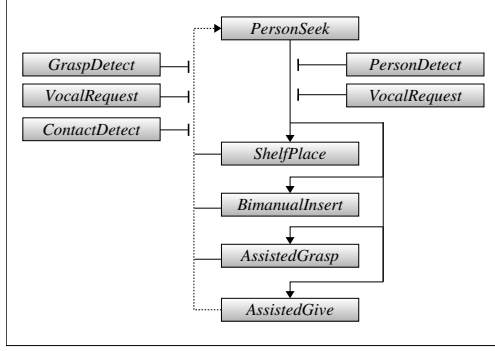 PersonSeek
GraspDetect
PersonDetect
VocalRequest
VocalRequest
ContactDetect
ShelfPlace
BimanualInsert
AssistedGrasp
AssistedGive